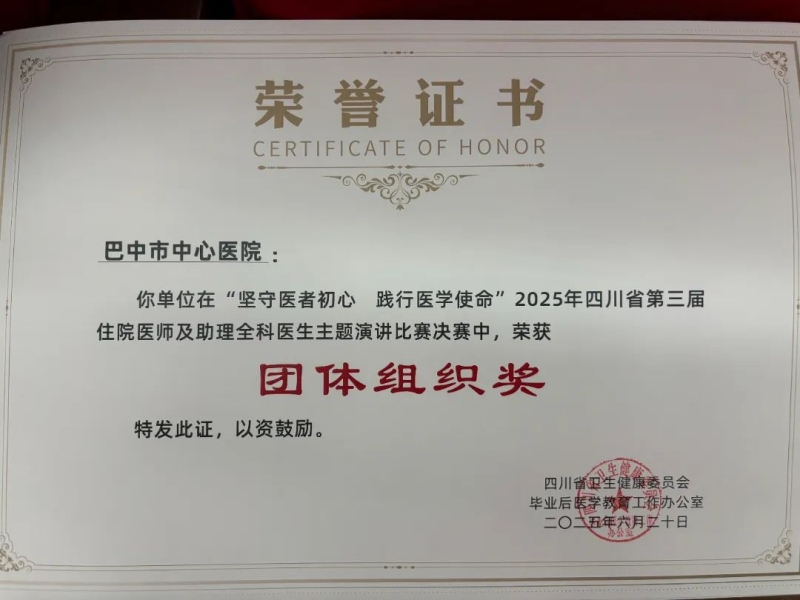 荣誉证书
CERTIFICATE OF HONOR
巴中市中心医院：
你单位在“坚守医者初心 践行医学使命”2025年四川省第三届
住院医师及助理全科医生主题演讲比赛决赛中，荣获
团体组织奖
特发此证，以资鼓励。
四川省卫生健康委员会
毕业后医学教育工作办公室
二〇二五年六月二十日